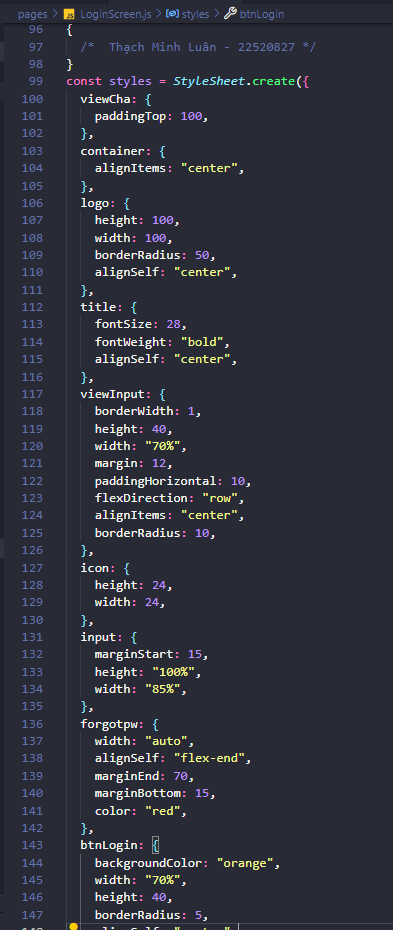 pages > JS LoginScreen.js > styles > btnLogin
96 {
97 /* Thạch Minh Luân - 22520827 */
98 }
99 const styles = StyleSheet.create({
100 viewCha: {
101 paddingTop: 100,
102 },
103 container: {
104 alignItems: "center",
105 },
106 logo: {
107 height: 100,
108 width: 100,
109 borderRadius: 50,
110 alignSelf: "center",
111 },
112 title: {
113 fontSize: 28,
114 fontWeight: "bold",
115 alignSelf: "center",
116 },
117 viewInput: {
118 borderWidth: 1,
119 height: 40,
120 width: "70%",
121 margin: 12,
122 paddingHorizontal: 10,
123 flexDirection: "row",
124 alignItems: "center",
125 borderRadius: 10,
126 },
127 icon: {
128 height: 24,
129 width: 24,
130 },
131 input: {
132 marginStart: 15,
133 height: "100%",
134 width: "85%",
135 },
136 forgotpw: {
137 width: "auto",
138 alignSelf: "flex-end",
139 marginEnd: 70,
140 marginBottom: 15,
141 color: "red",
142 },
143 btnLogin: {
144 backgroundColor: "orange",
145 width: "70%",
146 height: 40,
147 borderRadius: 5,